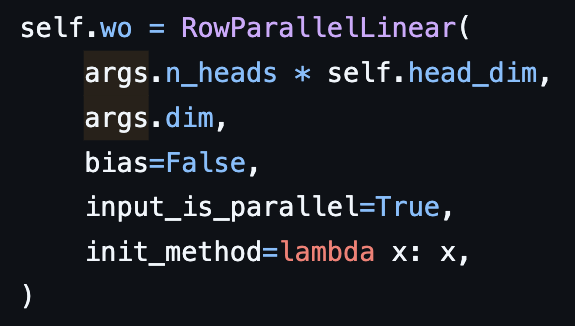 self.wo = RowParallelLinear(
    args.n_heads * self.head_dim,
    args.dim,
    bias=False,
    input_is_parallel=True,
    init_method=lambda x: x,
)